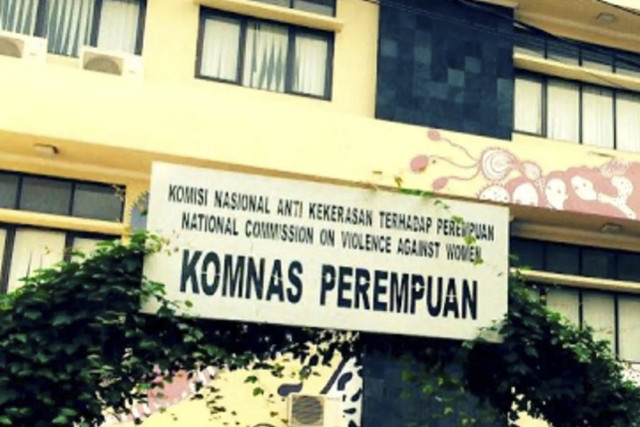 KOMISI NASIONAL ANTI KEKERASAN TERHADAP PEREMPUAN
NATIONAL COMMISSION ON VIOLENCE AGAINST WOMEN
KOMNAS PEREMPUAN